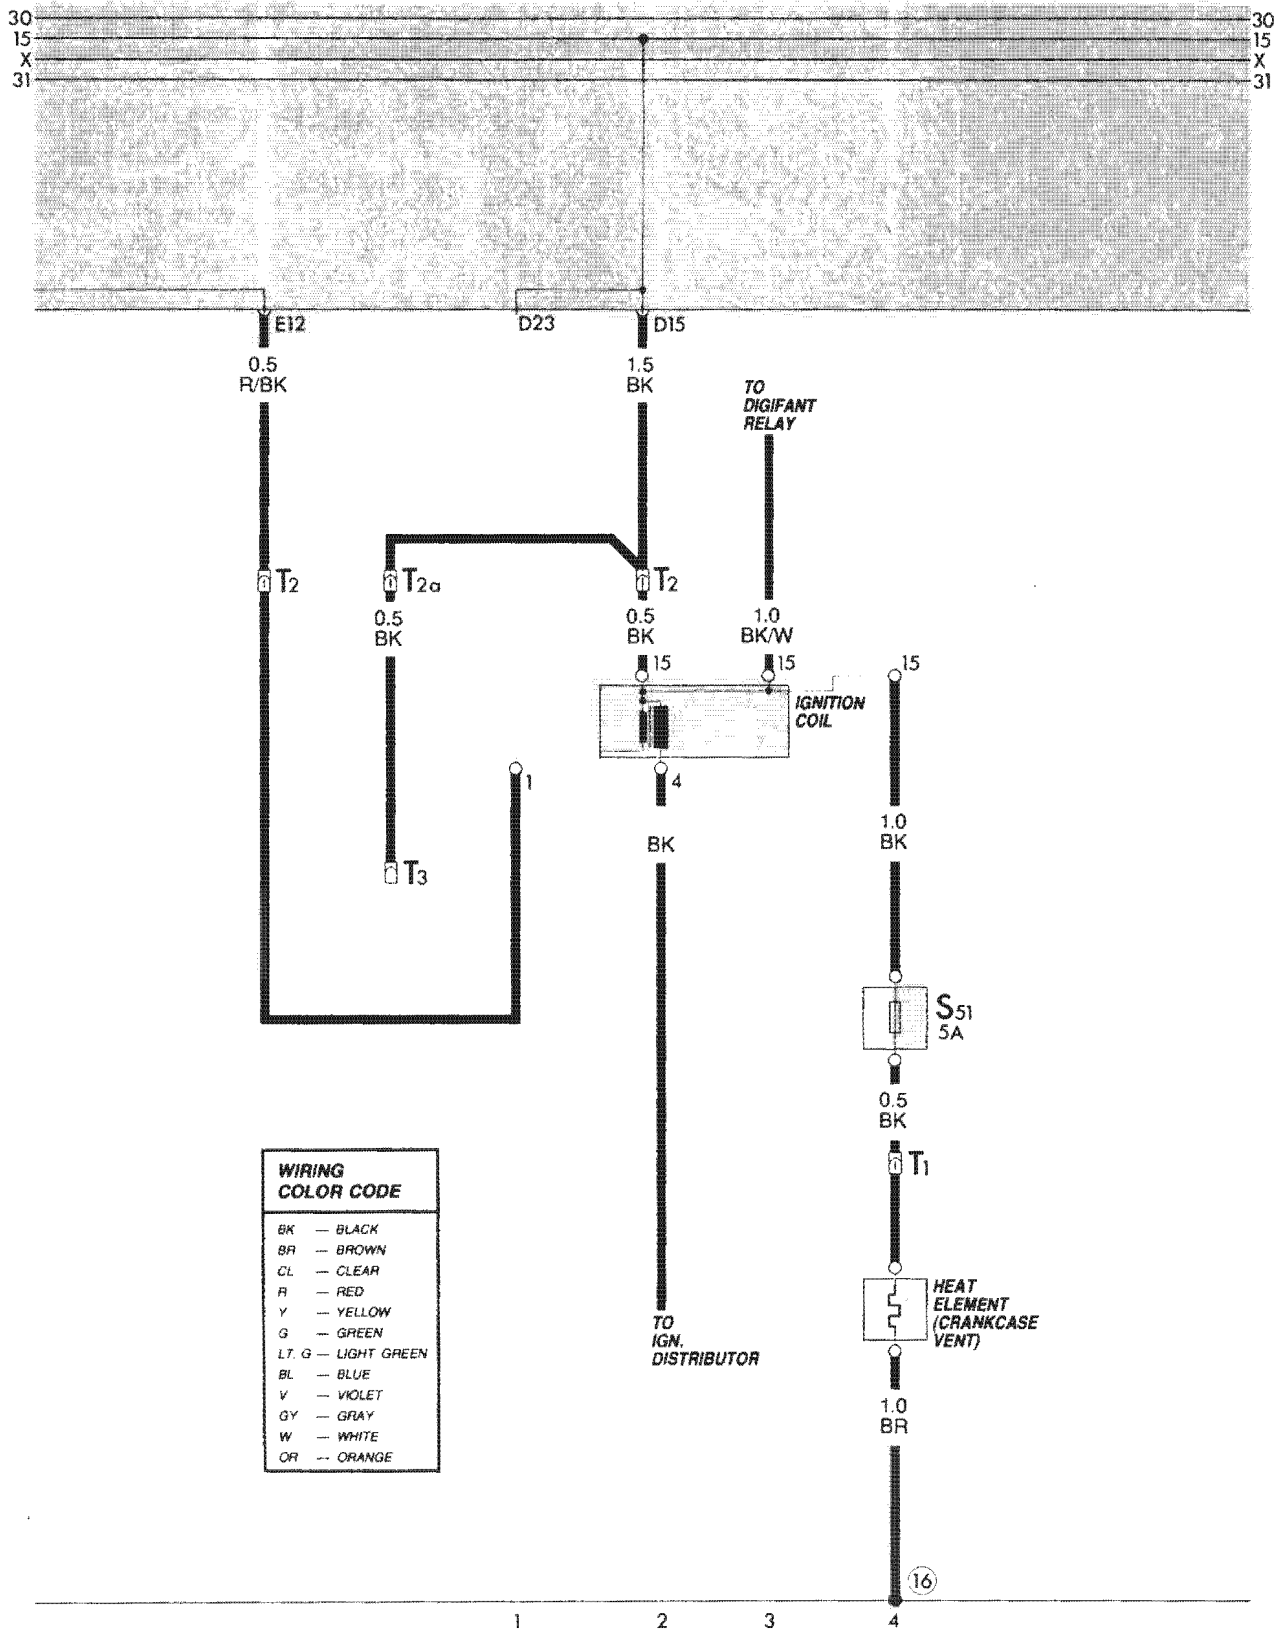 30 30
15 15
X X
31 31
E12 D23 D15
0.5
R/BK
1.5
BK
TO
DIGIFANT
RELAY
T2 T2a T2
0.5
BK
0.5
BK
1.0
BK/W
15 15 15
IGNITION
COIL
1 4
BK
1.0
BK
T3
S51
5A
0.5
BK
T1
WIRING
COLOR CODE
BK — BLACK
BR — BROWN
CL — CLEAR
R — RED
Y — YELLOW
G — GREEN
LT. G — LIGHT GREEN
BL — BLUE
V — VIOLET
GY — GRAY
W — WHITE
OR — ORANGE
TO
IGN.
DISTRIBUTOR
HEAT
ELEMENT
(CRANKCASE
VENT)
1.0
BR
16
1 2 3 4